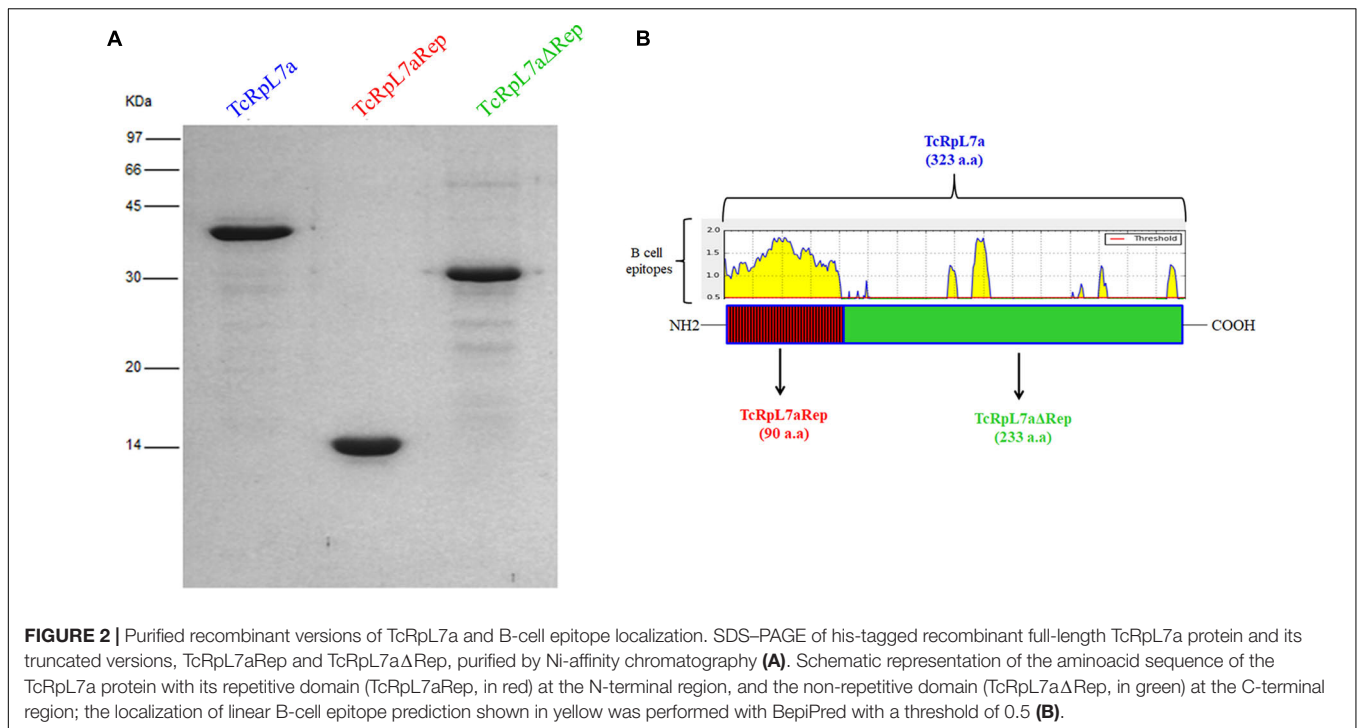 A
B
TcRpL7a
TcRpL7aRep
TcRpL7aΔRep
KDa
97
66
45
30
20
14
TcRpL7a
(323 a.a)
B cell
epitopes
2.0
1.5
1.0
0.5
Threshold
NH2
COOH
TcRpL7aRep
(90 a.a)
TcRpL7aΔRep
(233 a.a)
FIGURE 2 | Purified recombinant versions of TcRpL7a and B-cell epitope localization. SDS–PAGE of his-tagged recombinant full-length TcRpL7a protein and its
truncated versions, TcRpL7aRep and TcRpL7aΔRep, purified by Ni-affinity chromatography (A). Schematic representation of the aminoacid sequence of the
TcRpL7a protein with its repetitive domain (TcRpL7aRep, in red) at the N-terminal region, and the non-repetitive domain (TcRpL7aΔRep, in green) at the C-terminal
region; the localization of linear B-cell epitope prediction shown in yellow was performed with BepiPred with a threshold of 0.5 (B).